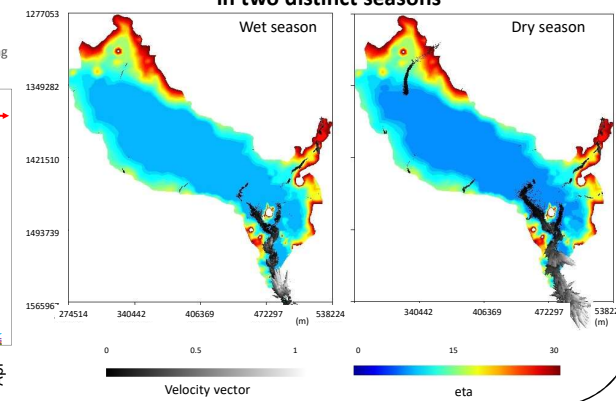 in two distinct seasons
Wet season
Dry season
1277053
1349282
1421510
1493739
1565967
274514 340442 406369 472297 538224
(m)
340442 406369 472297
(m)
0 0.5 1
Velocity vector
0 15 30
eta